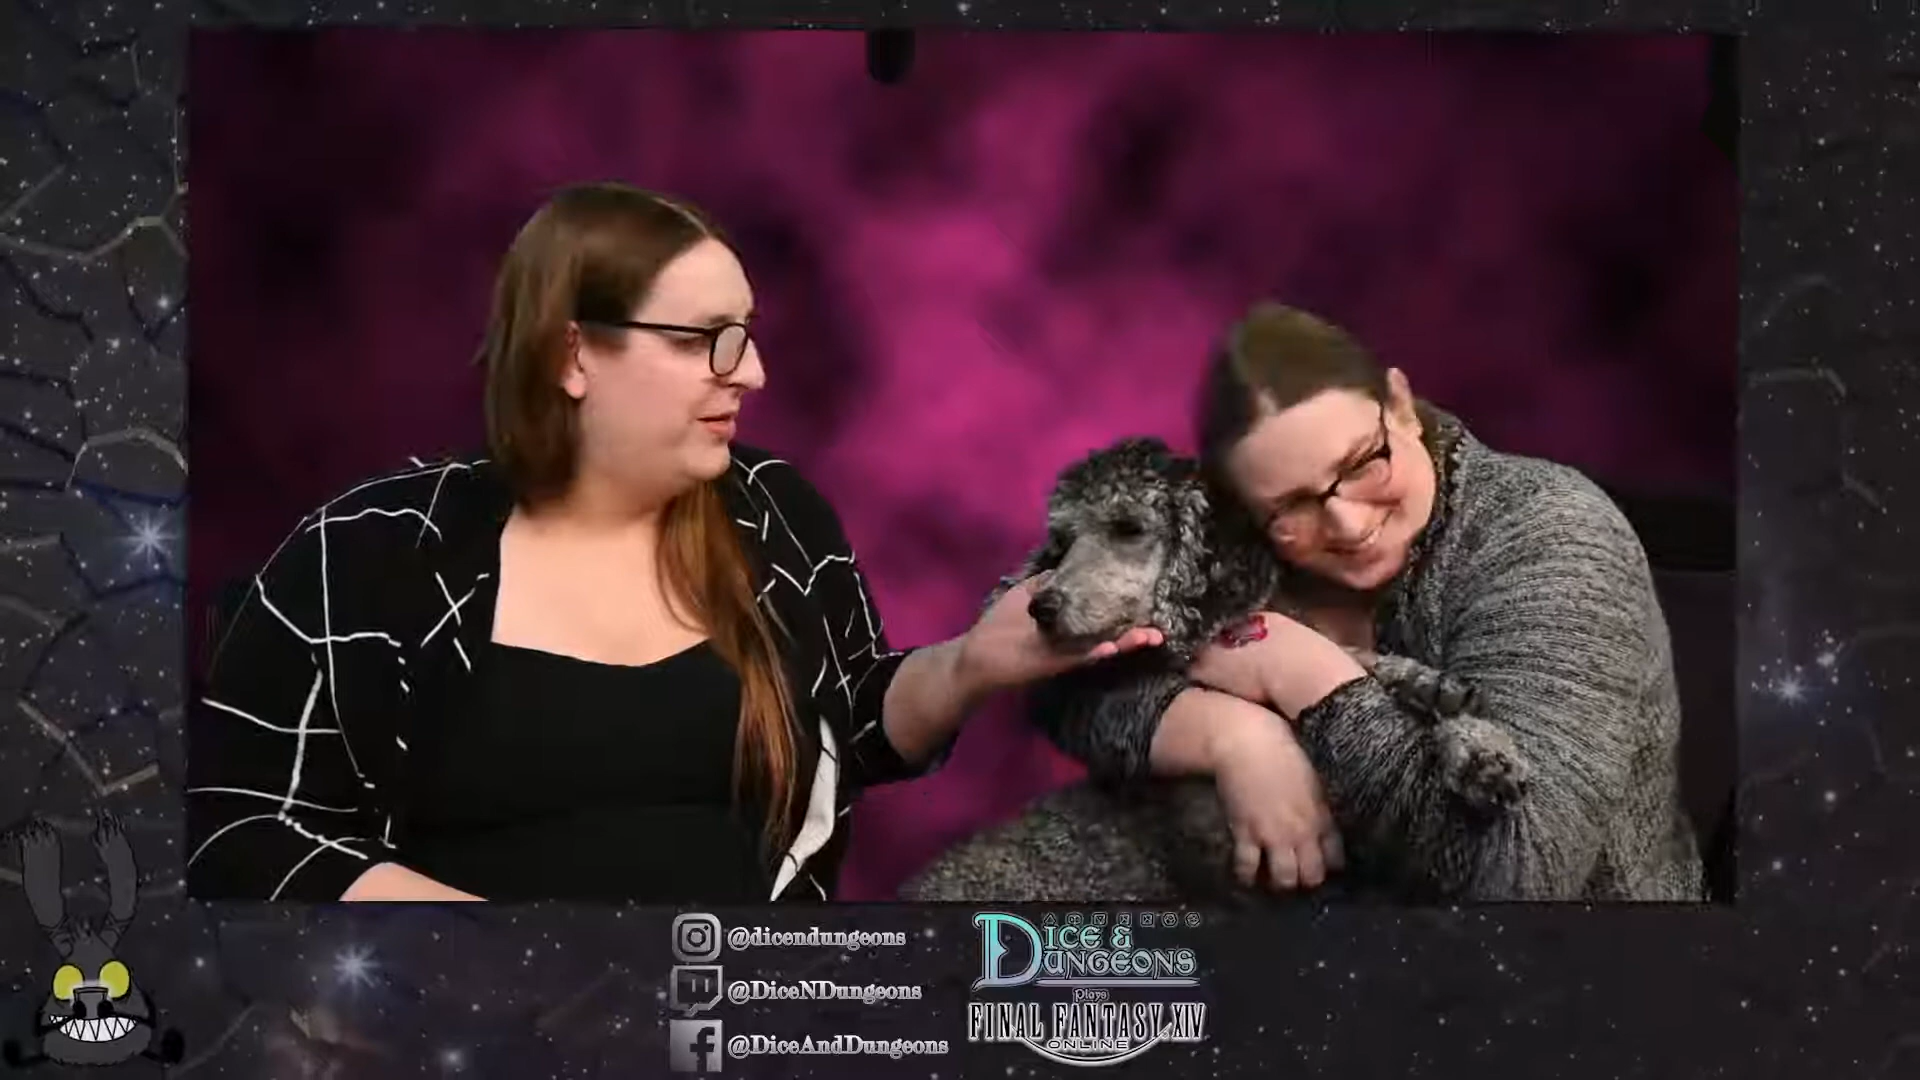 @dicendungeons
@DiceNDungeons
@DiceAndDungeons
DICE &
DUNGEONS
Plays
FINAL FANTASY XIV
ONLINE